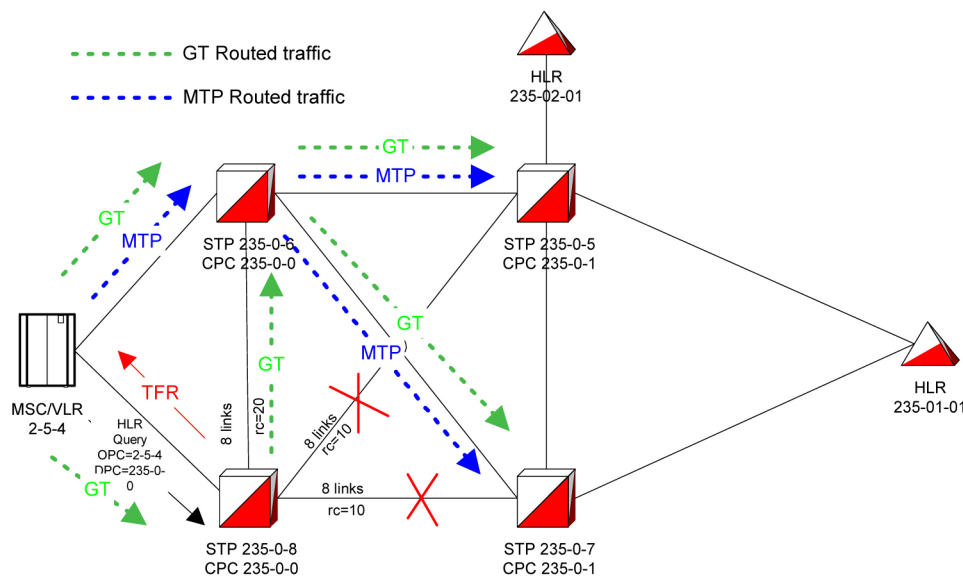 GT Routed traffic
MTP Routed traffic
HLR
235-02-01
GT
MTP
GT
MTP
STP 235-0-6
CPC 235-0-0
STP 235-0-5
CPC 235-0-1
GT
MTP
GT
TFR
MSC/VLR
2-5-4
HLR
235-01-01
HLR
Query
OPC=2-5-4
DPC=235-0-
0
GT
8 links
rc=20
8 links
rc=10
8 links
rc=10
STP 235-0-8
CPC 235-0-0
STP 235-0-7
CPC 235-0-1